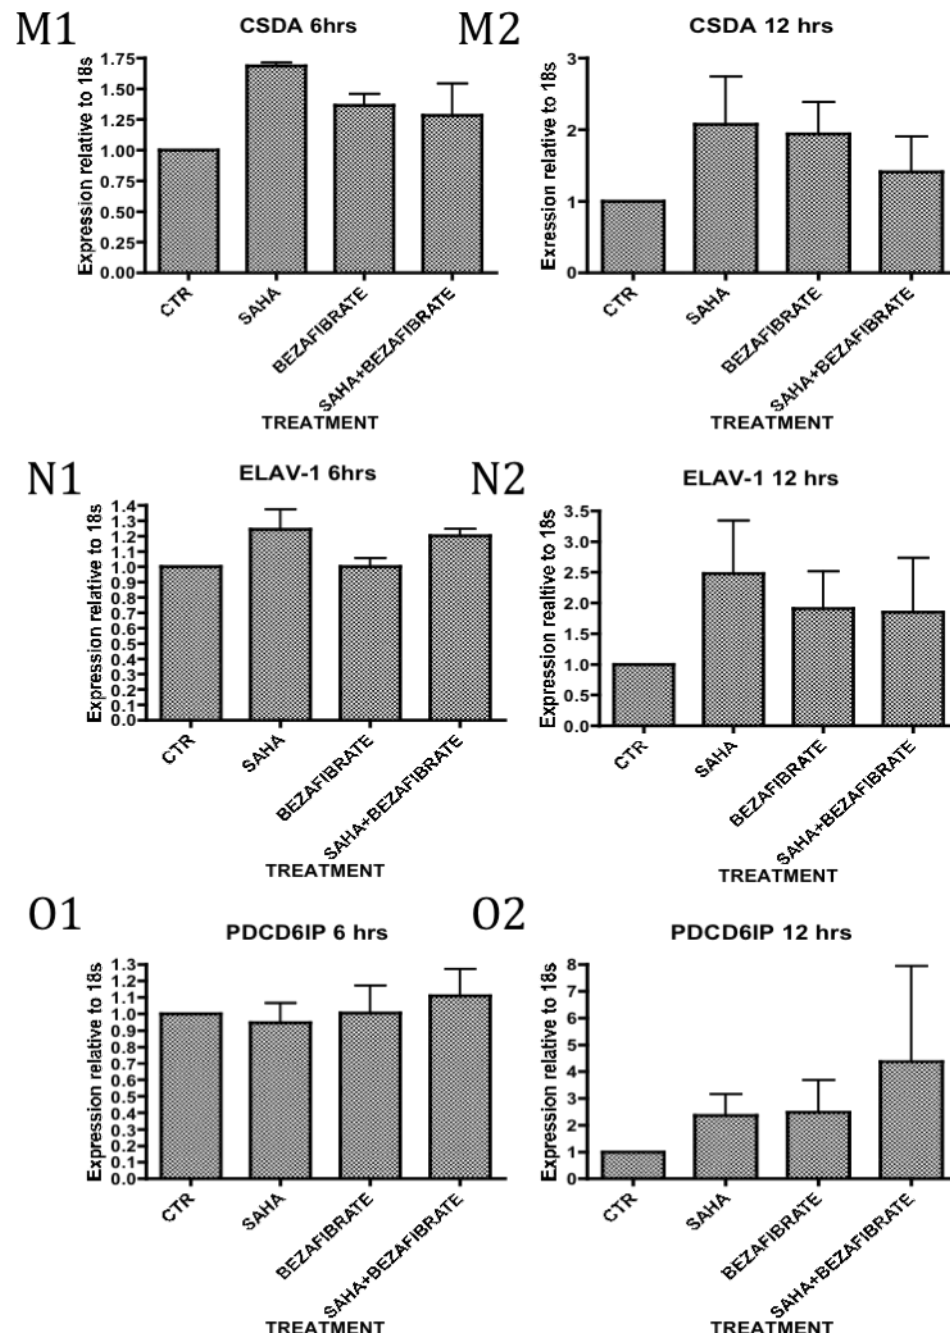 M1
CSDA 6hrs
Expression relative to 18s
1.75
1.50
1.25
1.00
0.75
0.50
0.25
0.00
CTR
SAHA
BEZAFIBRATE
SAHA+BEZAFIBRATE
TREATMENT
M2
CSDA 12 hrs
Exression relative to 18s
3
2
1
0
CTR
SAHA
BEZAFIBRATE
SAHA+BEZAFIBRATE
TREATMENT
N1
ELAV-1 6hrs
Expression relative to 18s
1.4
1.3
1.2
1.1
1.0
0.9
0.8
0.7
0.6
0.5
0.4
0.3
0.2
0.1
0.0
CTR
SAHA
BEZAFIBRATE
SAHA+BEZAFIBRATE
TREATMENT
N2
ELAV-1 12 hrs
Expression realtive to 18s
3.5
3.0
2.5
2.0
1.5
1.0
0.5
0.0
CTR
SAHA
BEZAFIBRATE
SAHA+BEZAFIBRATE
TREATMENT
O1
PDCD6IP 6 hrs
Expression relative to 18s
1.3
1.2
1.1
1.0
0.9
0.8
0.7
0.6
0.5
0.4
0.3
0.2
0.1
0.0
CTR
SAHA
BEZAFIBRATE
SAHA+BEZAFIBRATE
TREATMENT
O2
PDCD6IP 12 hrs
Expression relative to 18s
8
7
6
5
4
3
2
1
0
CTR
SAHA
BEZAFIBRATE
SAHA+BEZAFIBRATE
TREATMENT